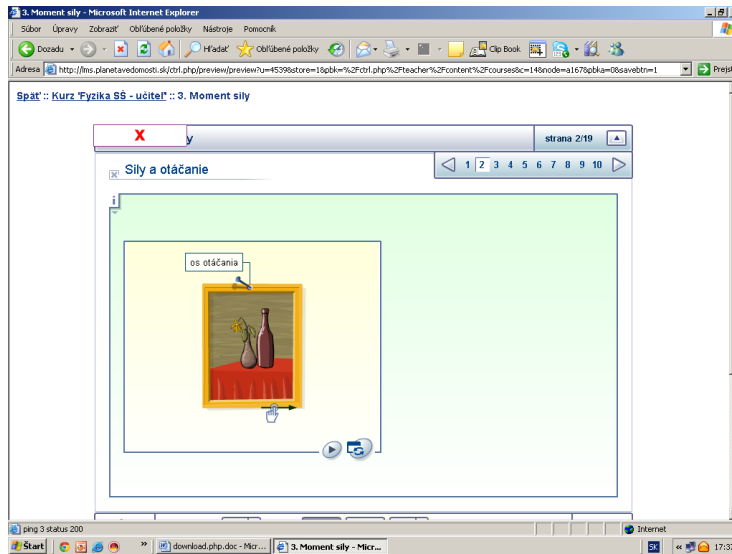 3. Moment sily - Microsoft Internet Explorer
Súbor Úpravy Zobraziť Obľúbené položky Nástroje Pomocník
Dozadu Hľadať Obľúbené položky Clip Book
Adresa http://lms.planetavedomosti.sk/ctrl.php/preview/preview?u=4539&store=1&pbk=%2Fctrl.php%2Fteacher%2Fcontent%2Fcourses&c=14&node=a167&pbka=0&savebtn=1
Späť :: Kurz 'Fyzika SŠ - učiteľ' :: 3. Moment sily
X y strana 2/19
Sily a otáčanie 1 2 3 4 5 6 7 8 9 10
i
os otáčania
ping 3 status 200 Internet
Štart » download.php.doc - Micr... 3. Moment sily - Micr... SK «